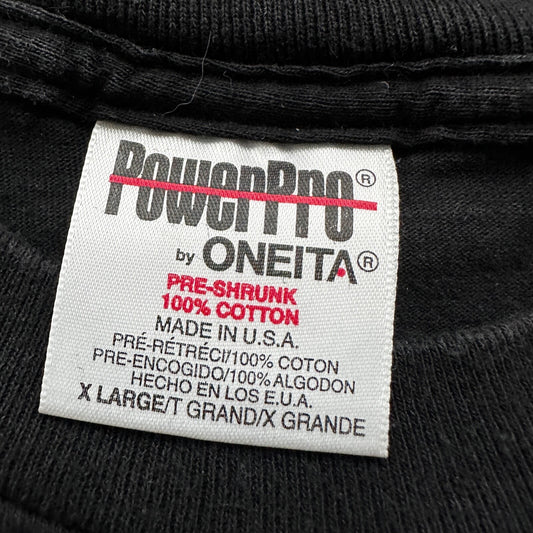 PowerPro®
by ONEITA®
PRE-SHRUNK
100% COTTON
MADE IN U.S.A.
PRÉ-RÉTRÉCI/100% COTON
PRE-ENCOGIDO/100% ALGODON
HECHO EN LOS E.U.A.
X LARGE/T GRAND/X GRANDE